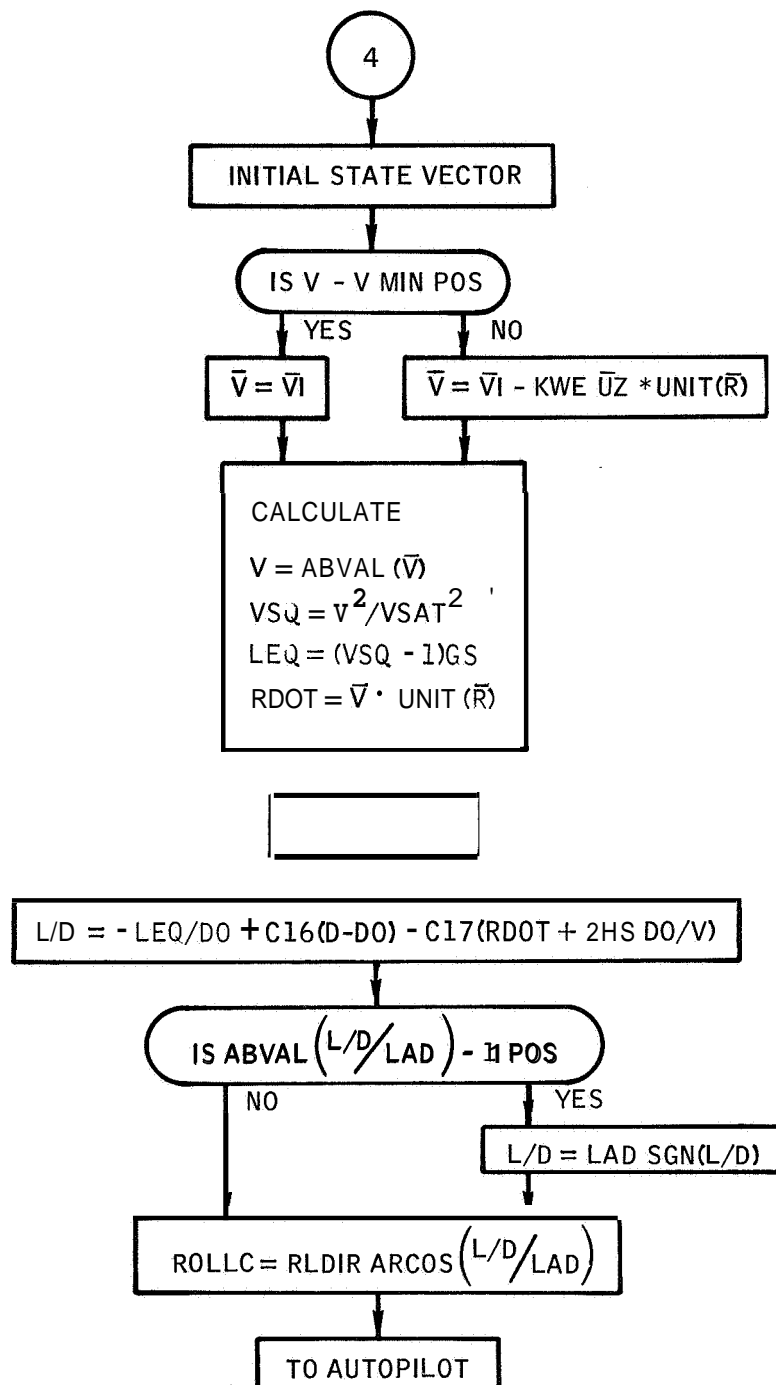 4
INITIAL STATE VECTOR
IS V - V MIN POS
YES
NO
V̄ = V̄I
V̄ = V̄I - KWE ŪZ * UNIT(R̄)
CALCULATE
V = ABVAL (V̄)
VSQ = V²/VSAT²
LEQ = (VSQ - 1)GS
RDOT = V̄ · UNIT (R̄)
L/D = - LEQ/DO + C16(D-DO) - C17(RDOT + 2HS DO/V)
IS ABVAL (L/D/LAD) - 1 POS
NO
YES
L/D = LAD SGN(L/D)
ROLLC = RLDIR ARCOS (L/D/LAD)
TO AUTOPILOT